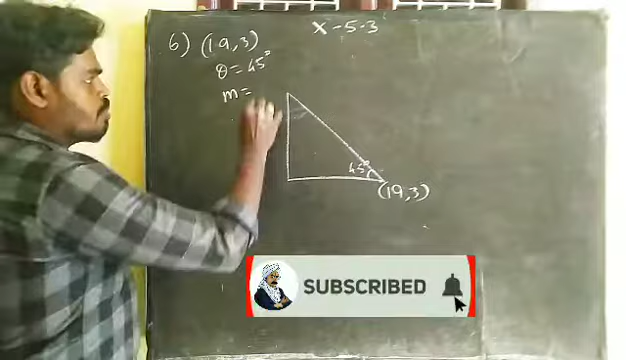 x-5.3
6) (19,3)
θ = 45°
m =
45°
(19,3)
SUBSCRIBED